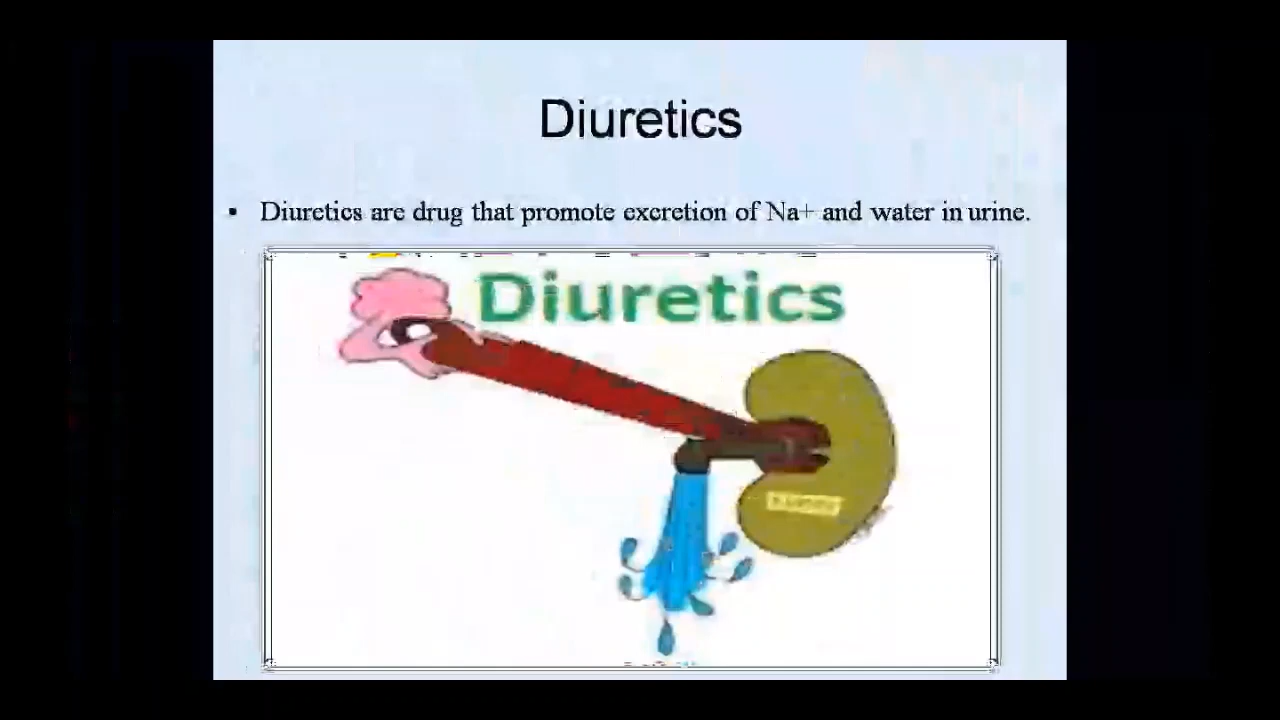 Diuretics
▪ Diuretics are drug that promote excretion of Na+ and water in urine.
Diuretics